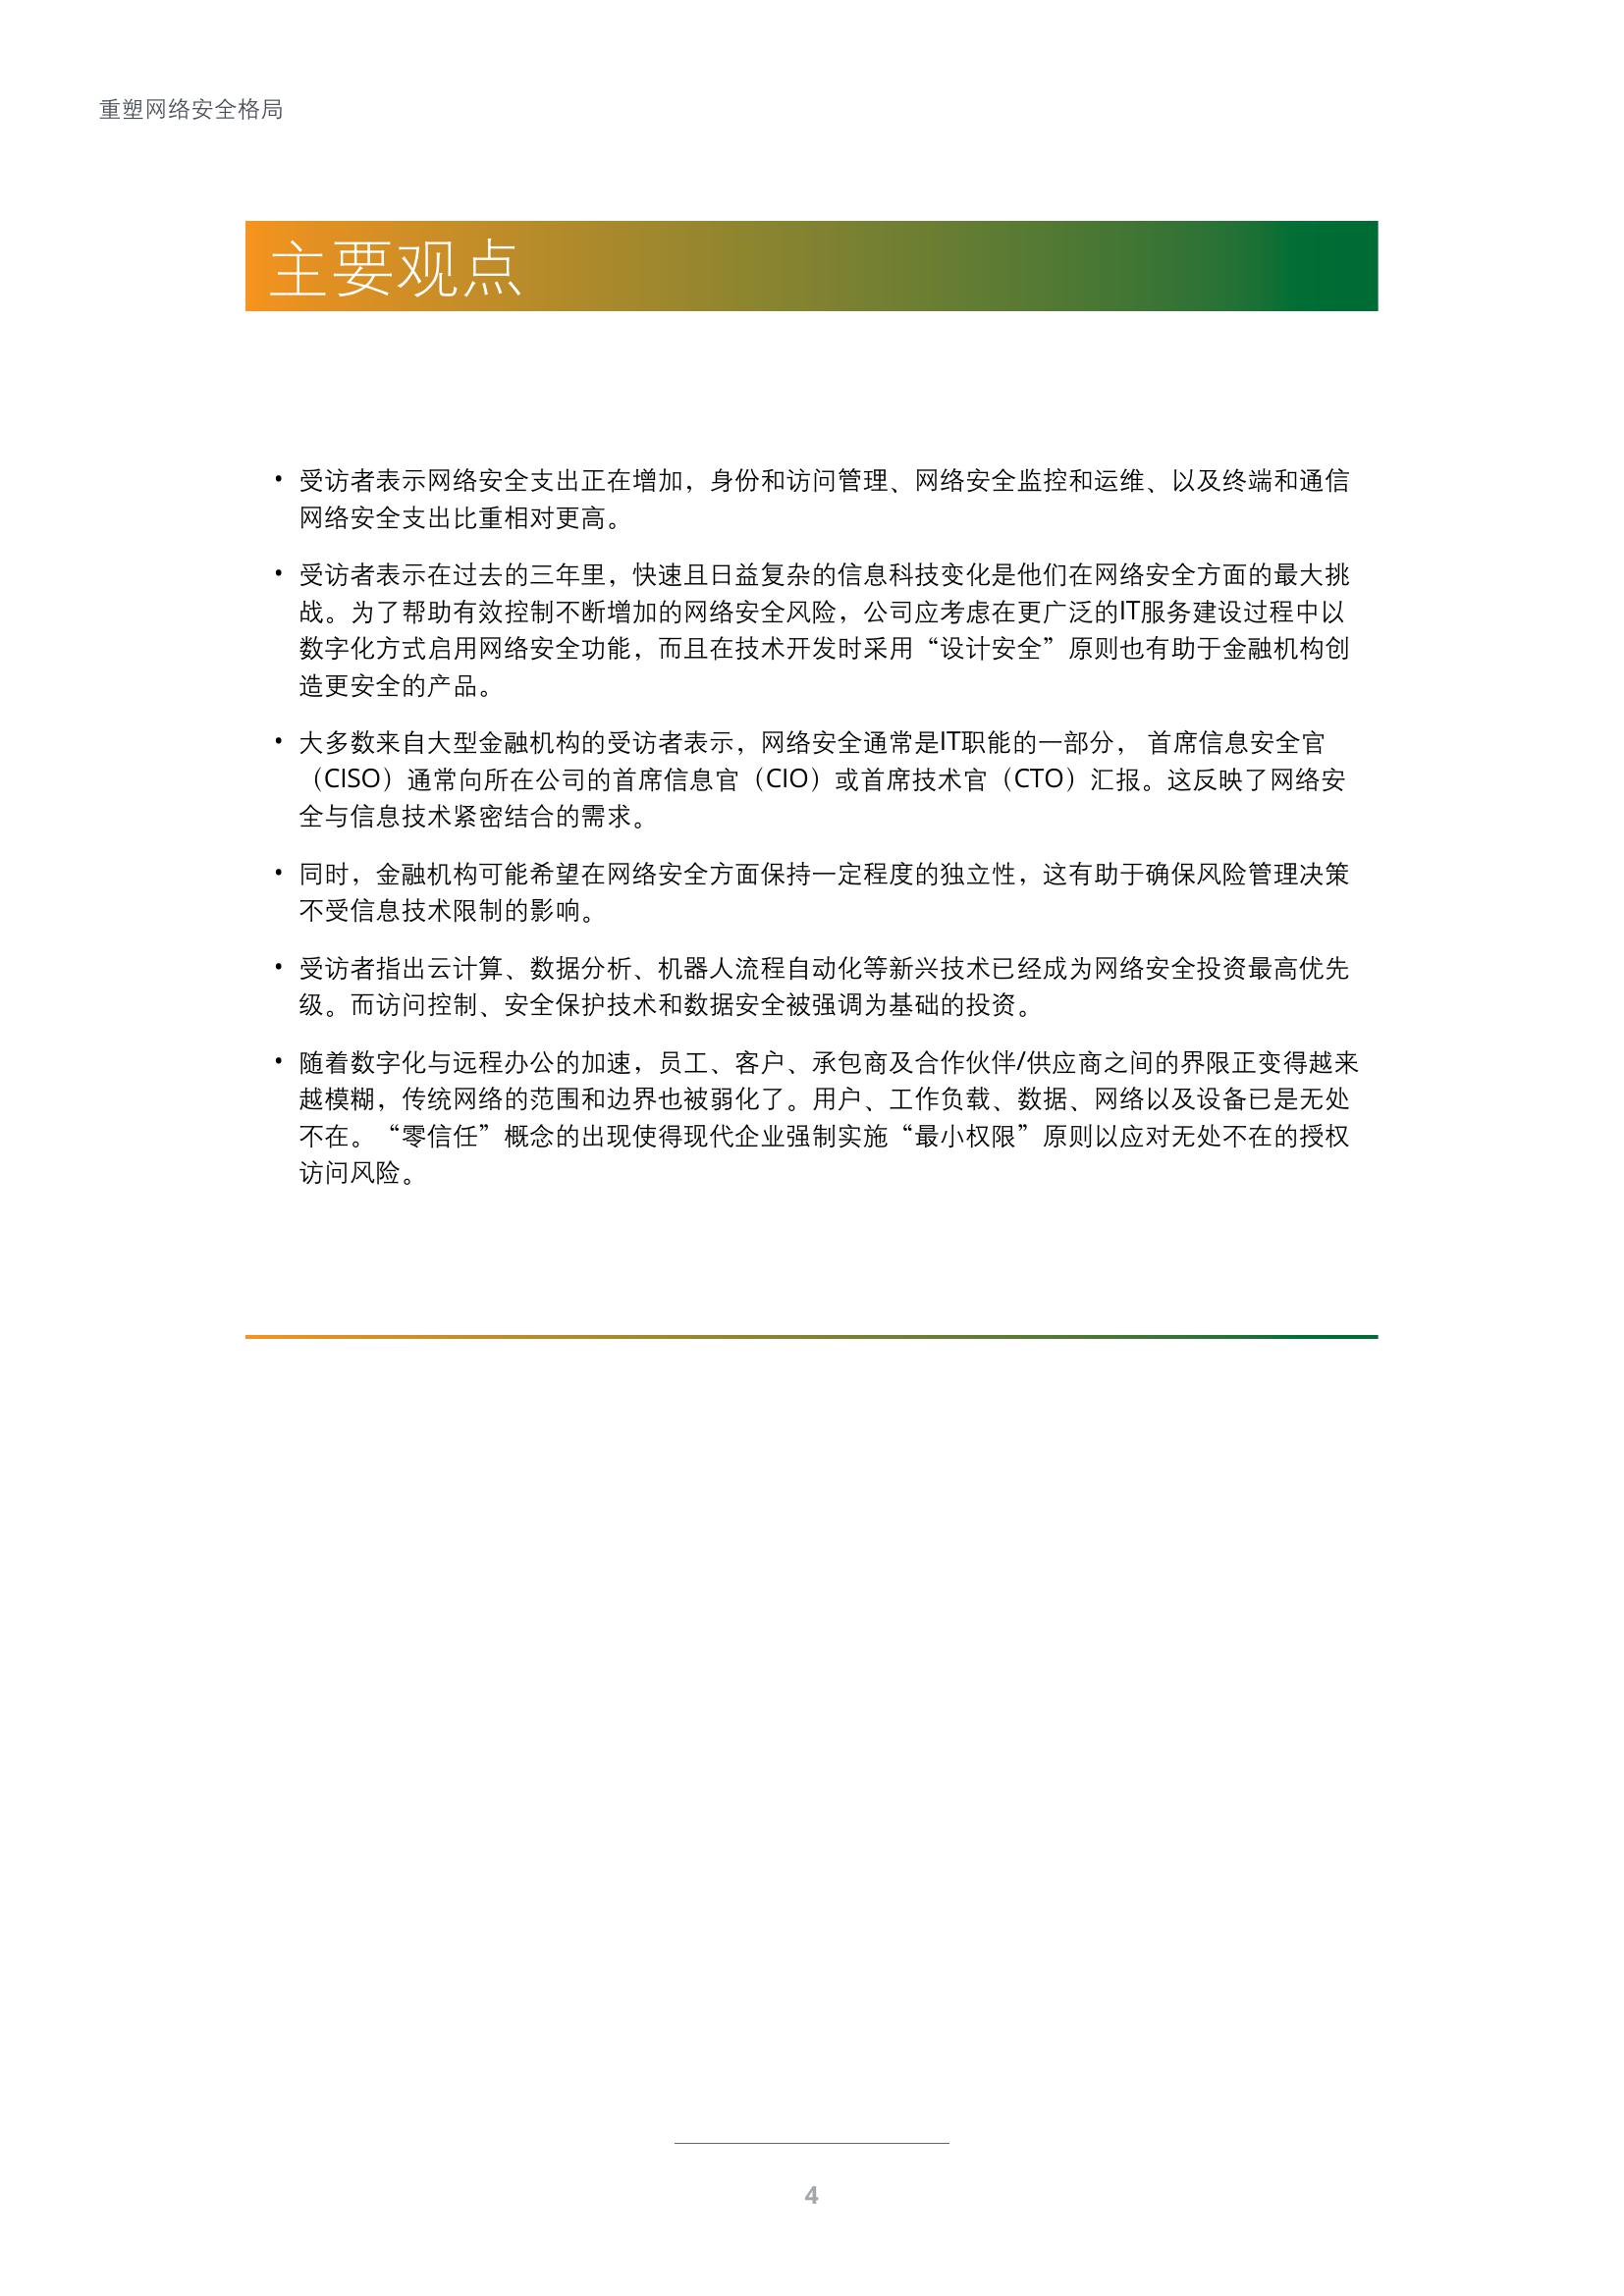 重塑网络安全格局
主要观点
• 受访者表示网络安全支出正在增加，身份和访问管理、网络安全监控和运维、以及终端和通信
网络安全支出比重相对更高。
• 受访者表示在过去的三年里，快速且日益复杂的信息科技变化是他们在网络安全方面的最大挑
战。为了帮助有效控制不断增加的网络安全风险，公司应考虑在更广泛的IT服务建设过程中以
数字化方式启用网络安全功能，而且在技术开发时采用“设计安全”原则也有助于金融机构创
造更安全的产品。
• 大多数来自大型金融机构的受访者表示，网络安全通常是IT职能的一部分， 首席信息安全官
（CISO）通常向所在公司的首席信息官（CIO）或首席技术官（CTO）汇报。这反映了网络安
全与信息技术紧密结合的需求。
• 同时，金融机构可能希望在网络安全方面保持一定程度的独立性，这有助于确保风险管理决策
不受信息技术限制的影响。
• 受访者指出云计算、数据分析、机器人流程自动化等新兴技术已经成为网络安全投资最高优先
级。而访问控制、安全保护技术和数据安全被强调为基础的投资。
• 随着数字化与远程办公的加速，员工、客户、承包商及合作伙伴/供应商之间的界限正变得越来
越模糊，传统网络的范围和边界也被弱化了。用户、工作负载、数据、网络以及设备已是无处
不在。“零信任”概念的出现使得现代企业强制实施“最小权限”原则以应对无处不在的授权
访问风险。
4